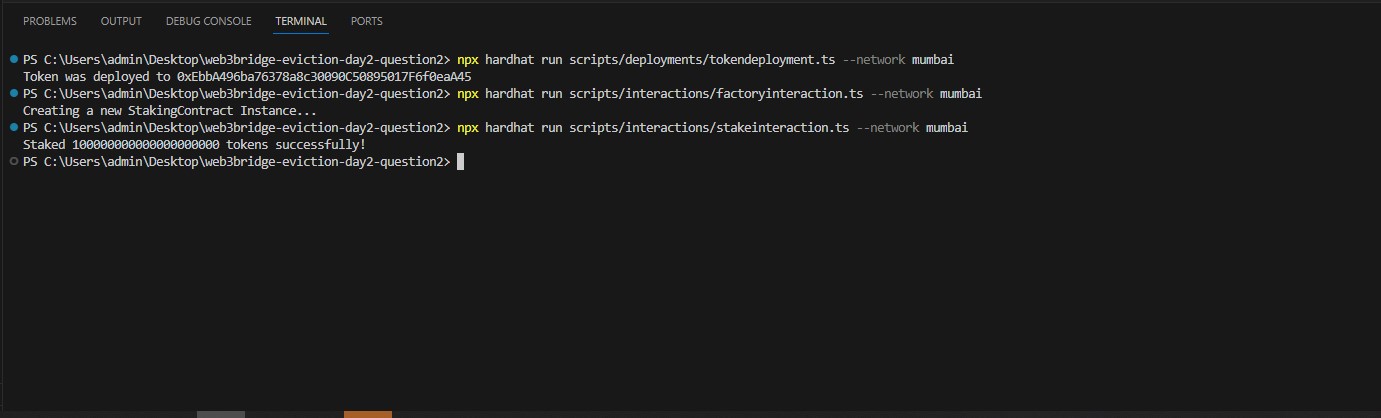 PROBLEMS OUTPUT DEBUG CONSOLE TERMINAL PORTS
PS C:\Users\admin\Desktop\web3bridge-eviction-day2-question2> npx hardhat run scripts/deployments/tokendeployment.ts --network mumbai
Token was deployed to 0xEbbA496ba76378a8c30090C50895017F6f0eaA45
PS C:\Users\admin\Desktop\web3bridge-eviction-day2-question2> npx hardhat run scripts/interactions/factoryinteraction.ts --network mumbai
Creating a new StakingContract Instance...
PS C:\Users\admin\Desktop\web3bridge-eviction-day2-question2> npx hardhat run scripts/interactions/stakeinteraction.ts --network mumbai
Staked 100000000000000000000 tokens successfully!
PS C:\Users\admin\Desktop\web3bridge-eviction-day2-question2>